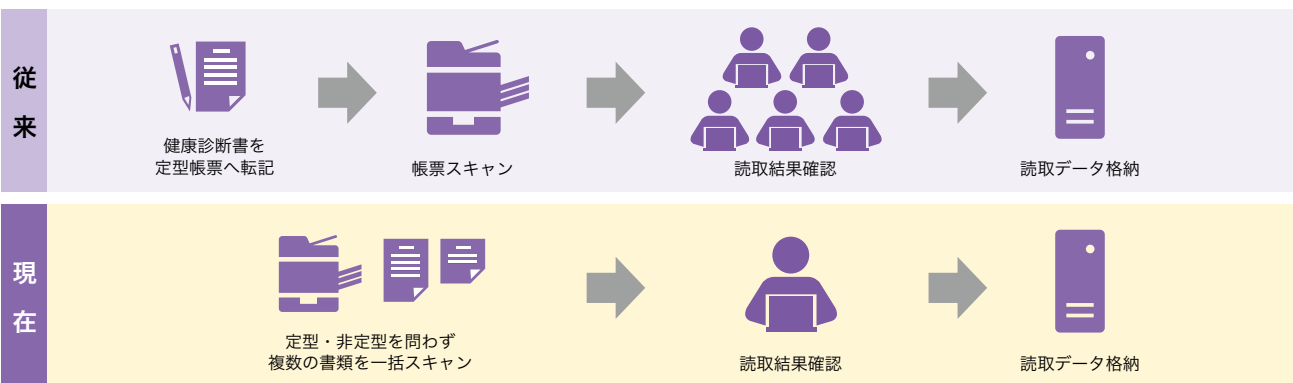 従来
健康診断書を
定型帳票へ転記
帳票スキャン
読取結果確認
読取データ格納
現在
定型・非定型を問わず
複数の書類を一括スキャン
読取結果確認
読取データ格納